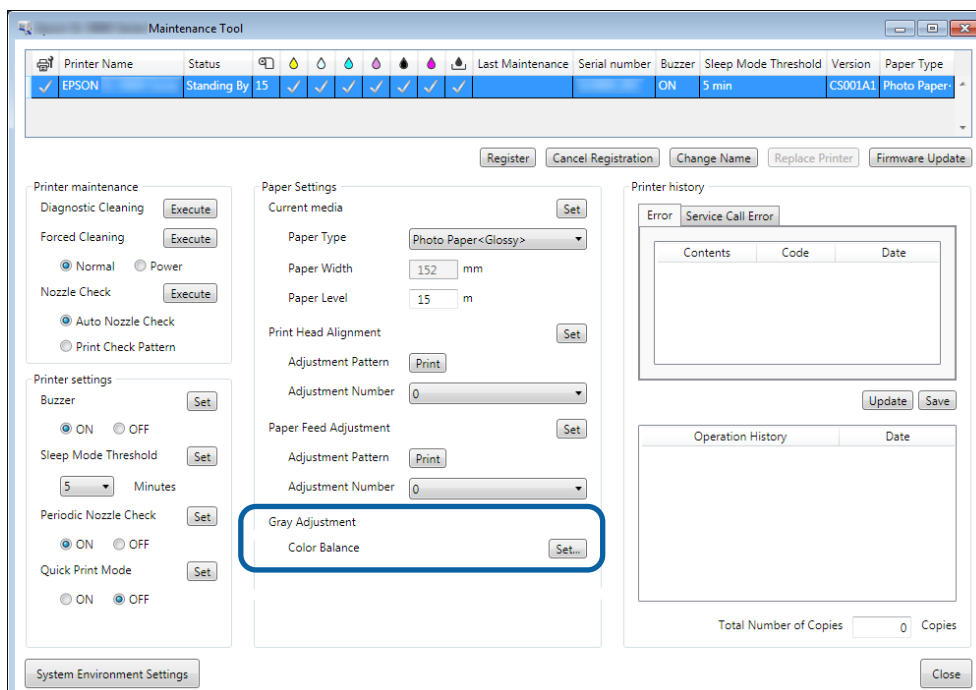 Maintenance Tool
Printer Name Status Last Maintenance Serial number Buzzer Sleep Mode Threshold Version Paper Type
EPSON Standing By 15 ON 5 min CS001A1 Photo Paper
Register Cancel Registration Change Name Replace Printer Firmware Update
Printer maintenance
Diagnostic Cleaning Execute
Forced Cleaning Execute
Normal Power
Nozzle Check Execute
Auto Nozzle Check
Print Check Pattern
Printer settings
Buzzer Set
ON OFF
Sleep Mode Threshold Set
5 Minutes
Periodic Nozzle Check Set
ON OFF
Quick Print Mode Set
ON OFF
Paper Settings
Current media Set
Paper Type Photo Paper<Glossy>
Paper Width 152 mm
Paper Level 15 m
Print Head Alignment Set
Adjustment Pattern Print
Adjustment Number 0
Paper Feed Adjustment Set
Adjustment Pattern Print
Adjustment Number 0
Gray Adjustment
Color Balance Set...
Printer history
Error Service Call Error
Contents Code Date
Update Save
Operation History Date
Total Number of Copies 0 Copies
System Environment Settings Close